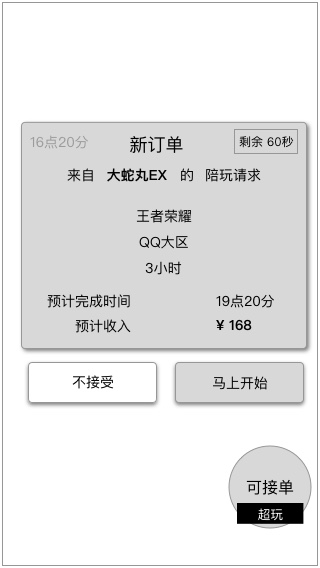 16点20分 新订单 剩余 60秒
来自 大蛇丸EX 的 陪玩请求
王者荣耀
QQ大区
3小时
预计完成时间 19点20分
预计收入 ¥ 168
不接受 马上开始
可接单
超玩